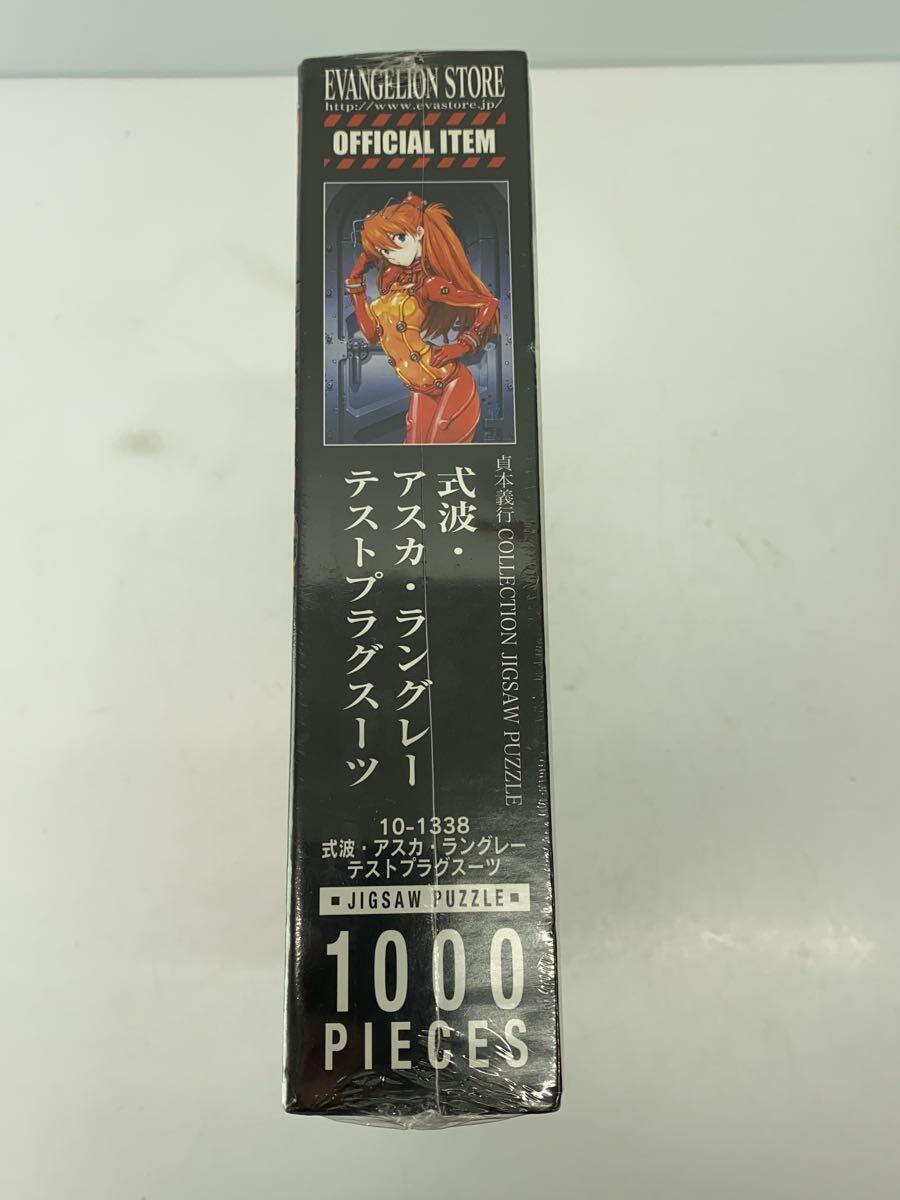 EVANGELION STORE
http://www.evastore.jp/
OFFICIAL ITEM
貞本義行 COLLECTION JIGSAW PUZZLE
式波・
アスカ・ラングレー
テストプラグスーツ
10-1338
式波・アスカ・ラングレー
テストプラグスーツ
JIGSAW PUZZLE
1000
PIECES